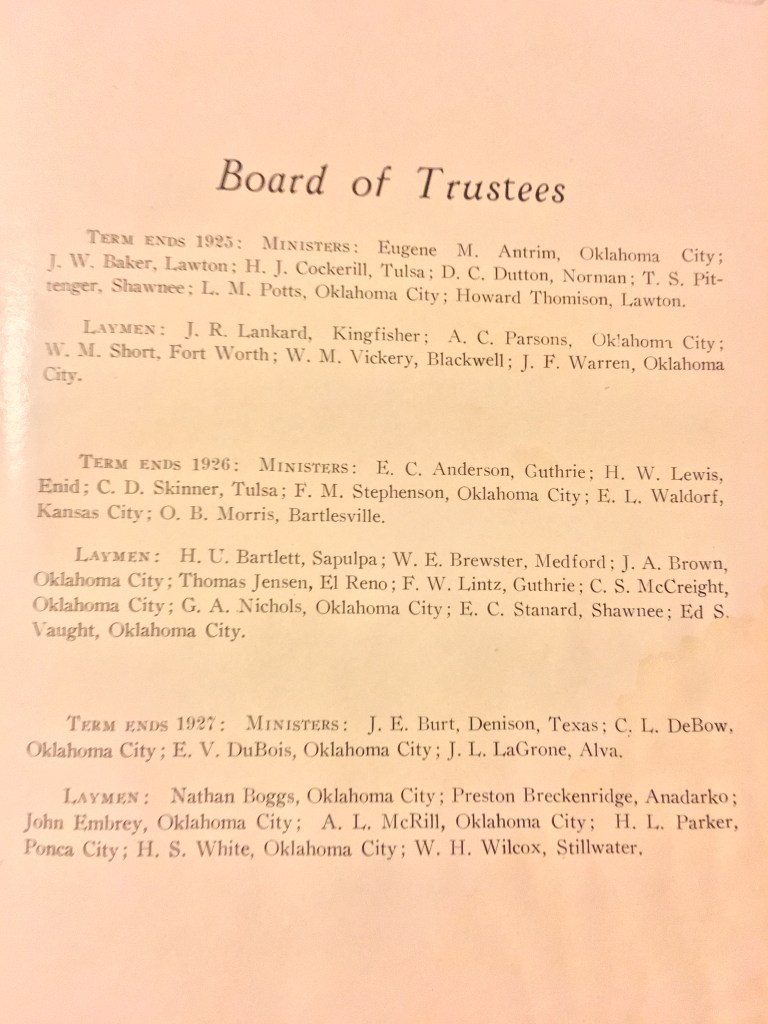 Board of Trustees
TERM ENDS 1925: MINISTERS: Eugene M. Antrim, Oklahoma City;
J. W. Baker, Lawton; H. J. Cockerill, Tulsa; D. C. Dutton, Norman; T. S. Pit-
tenger, Shawnee; L. M. Potts, Oklahoma City; Howard Thomison, Lawton.
LAYMEN: J. R. Lankard, Kingfisher; A. C. Parsons, Oklahoma City;
W. M. Short, Fort Worth; W. M. Vickery, Blackwell; J. F. Warren, Oklahoma
City.
TERM ENDS 1926: MINISTERS: E. C. Anderson, Guthrie; H. W. Lewis,
Enid; C. D. Skinner, Tulsa; F. M. Stephenson, Oklahoma City; E. L. Waldorf,
Kansas City; O. B. Morris, Bartlesville.
LAYMEN: H. U. Bartlett, Sapulpa; W. E. Brewster, Medford; J. A. Brown,
Oklahoma City; Thomas Jensen, El Reno; F. W. Lintz, Guthrie; C. S. McCreight,
Oklahoma City; G. A. Nichols, Oklahoma City; E. C. Stanard, Shawnee; Ed S.
Vaught, Oklahoma City.
TERM ENDS 1927: MINISTERS: J. E. Burt, Denison, Texas; C. L. DeBow,
Oklahoma City; E. V. DuBois, Oklahoma City; J. L. LaGrone, Alva.
LAYMEN: Nathan Boggs, Oklahoma City; Preston Breckenridge, Anadarko;
John Embrey, Oklahoma City; A. L. McRill, Oklahoma City; H. L. Parker,
Ponca City; H. S. White, Oklahoma City; W. H. Wilcox, Stillwater.